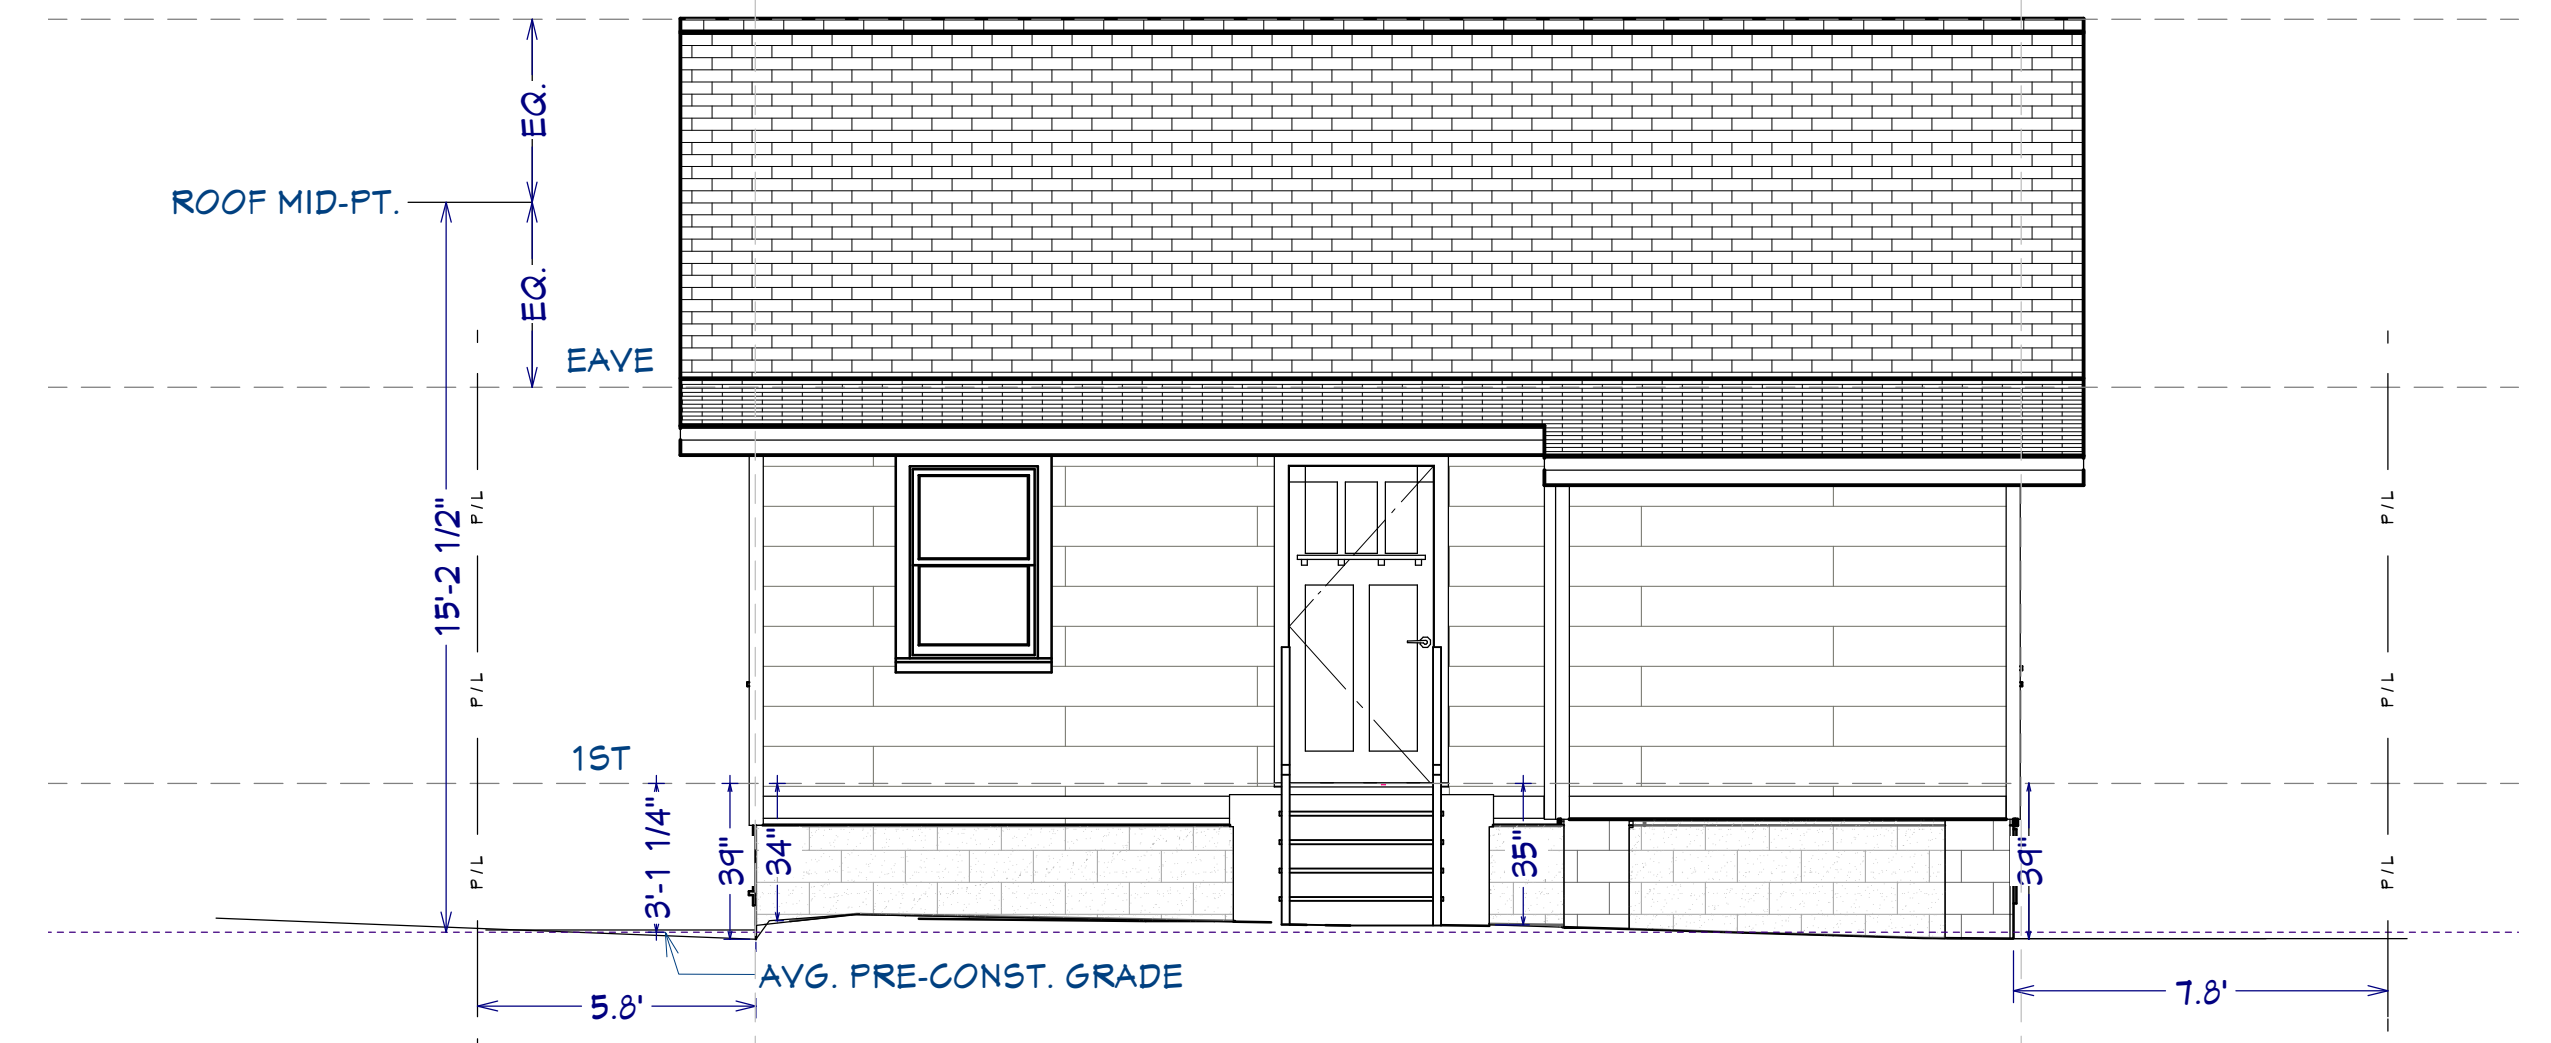 EQ.
ROOF MID-PT.
EQ.
EAVE
15'-2 1/2"
P/L
P/L
P/L
P/L
1ST
3'-1 1/4"
39"
34"
35"
39"
P/L
P/L
AVG. PRE-CONST. GRADE
5.8'
7.8'